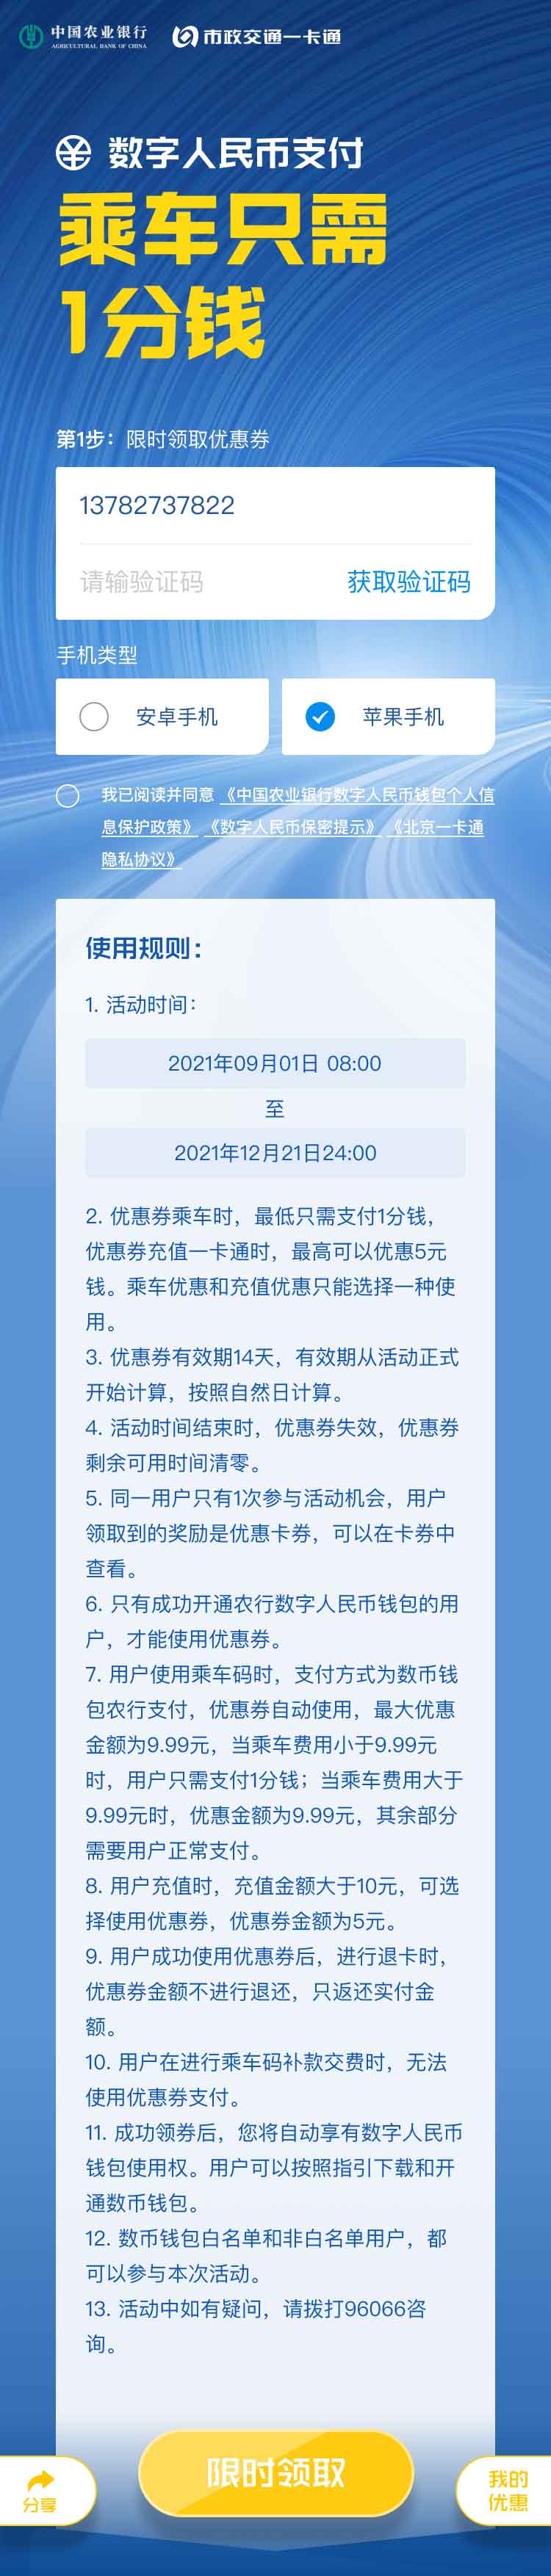 中国农业银行
AGRICULTURAL BANK OF CHINA
市政交通一卡通
数字人民币支付
乘车只需
1分钱
第1步：限时领取优惠券
13782737822
请输验证码 获取验证码
手机类型
安卓手机 苹果手机
我已阅读并同意《中国农业银行数字人民币钱包个人信
息保护政策》《数字人民币保密提示》《北京一卡通
隐私协议》
使用规则：
1. 活动时间：
2021年09月01日 08:00
至
2021年12月21日24:00
2. 优惠券乘车时，最低只需支付1分钱，
优惠券充值一卡通时，最高可以优惠5元
钱。乘车优惠和充值优惠只能选择一种使
用。
3. 优惠券有效期14天，有效期从活动正式
开始计算，按照自然日计算。
4. 活动时间结束时，优惠券失效，优惠券
剩余可用时间清零。
5. 同一用户只有1次参与活动机会，用户
领取到的奖励是优惠卡券，可以在卡券中
查看。
6. 只有成功开通农行数字人民币钱包的用
户，才能使用优惠券。
7. 用户使用乘车码时，支付方式为数币钱
包农行支付，优惠券自动使用，最大优惠
金额为9.99元，当乘车费用小于9.99元
时，用户只需支付1分钱；当乘车费用大于
9.99元时，优惠金额为9.99元，其余部分
需要用户正常支付。
8. 用户充值时，充值金额大于10元，可选
择使用优惠券，优惠券金额为5元。
9. 用户成功使用优惠券后，进行退卡时，
优惠券金额不进行退还，只返还实付金
额。
10. 用户在进行乘车码补款交费时，无法
使用优惠券支付。
11. 成功领券后，您将自动享有数字人民币
钱包使用权。用户可以按照指引下载和开
通数币钱包。
12. 数币钱包白名单和非白名单用户，都
可以参与本次活动。
13. 活动中如有疑问，请拨打96066咨
询。
限时领取
分享
我的
优惠